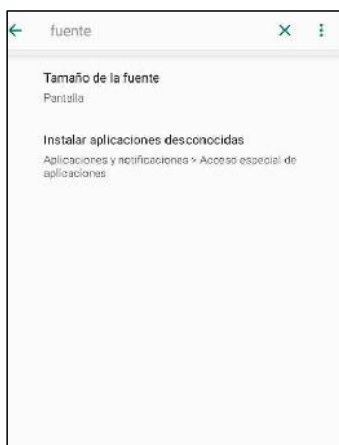 fuente
Tamaño de la fuente
Pantalla
Instalar aplicaciones desconocidas
Aplicaciones y notificaciones > Acceso especial de
aplicaciones